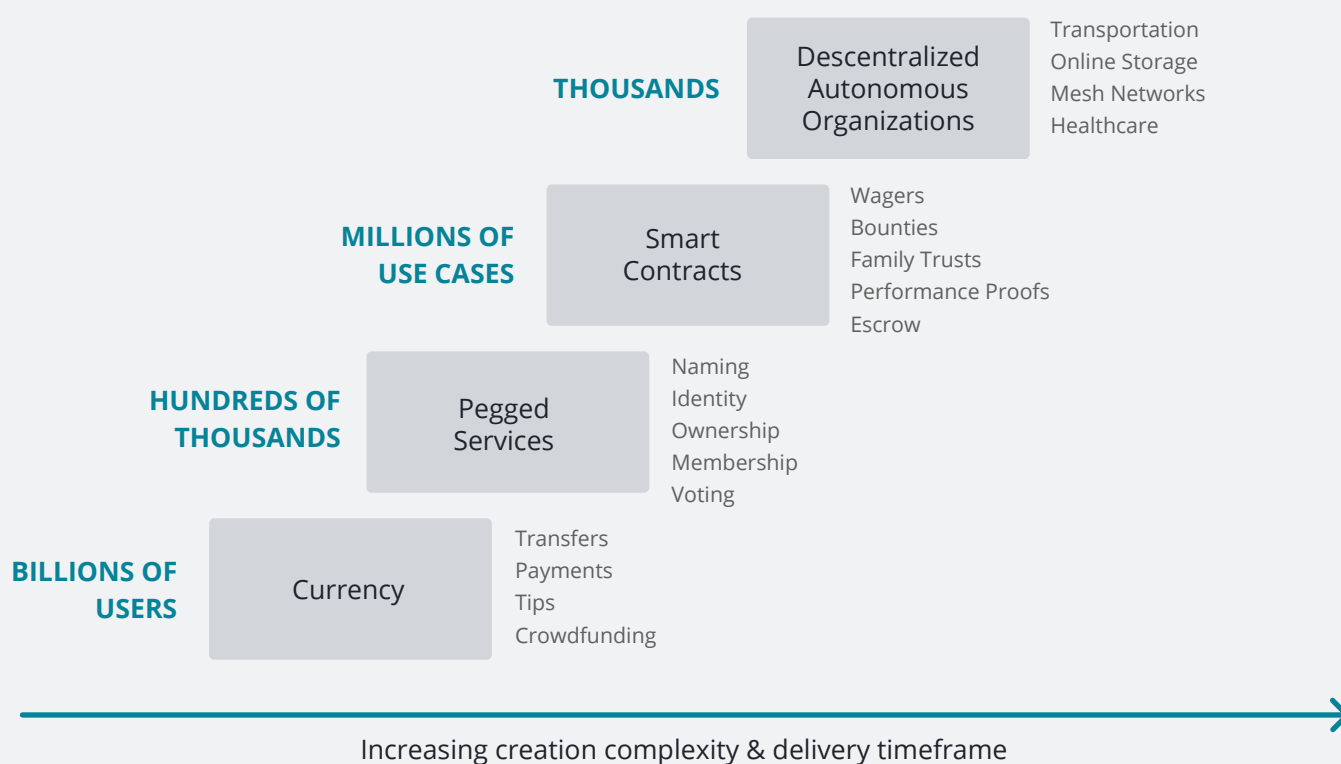 THOUSANDS
Descentralized
Autonomous
Organizations
Transportation
Online Storage
Mesh Networks
Healthcare
MILLIONS OF
USE CASES
Smart
Contracts
Wagers
Bounties
Family Trusts
Performance Proofs
Escrow
HUNDREDS OF
THOUSANDS
Pegged
Services
Naming
Identity
Ownership
Membership
Voting
BILLIONS OF
USERS
Currency
Transfers
Payments
Tips
Crowdfunding
Increasing creation complexity & delivery timeframe